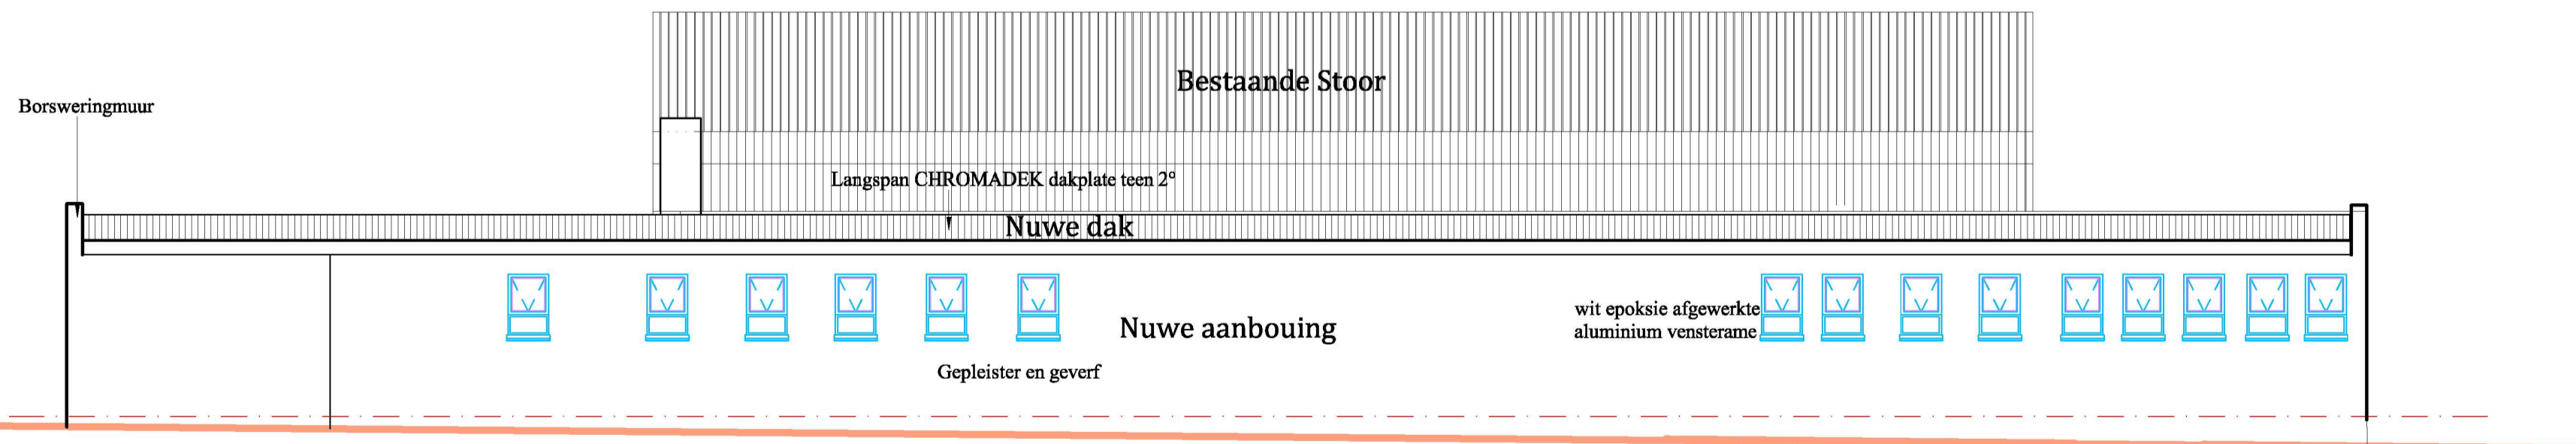 Bestaande Stoor
Borsweringmuur
Langspan CHROMADEK dakplate teen 2°
Nuwe dak
wit epoksie afgewerkte
aluminium vensterame
Nuwe aanbouing
Gepleister en geverf